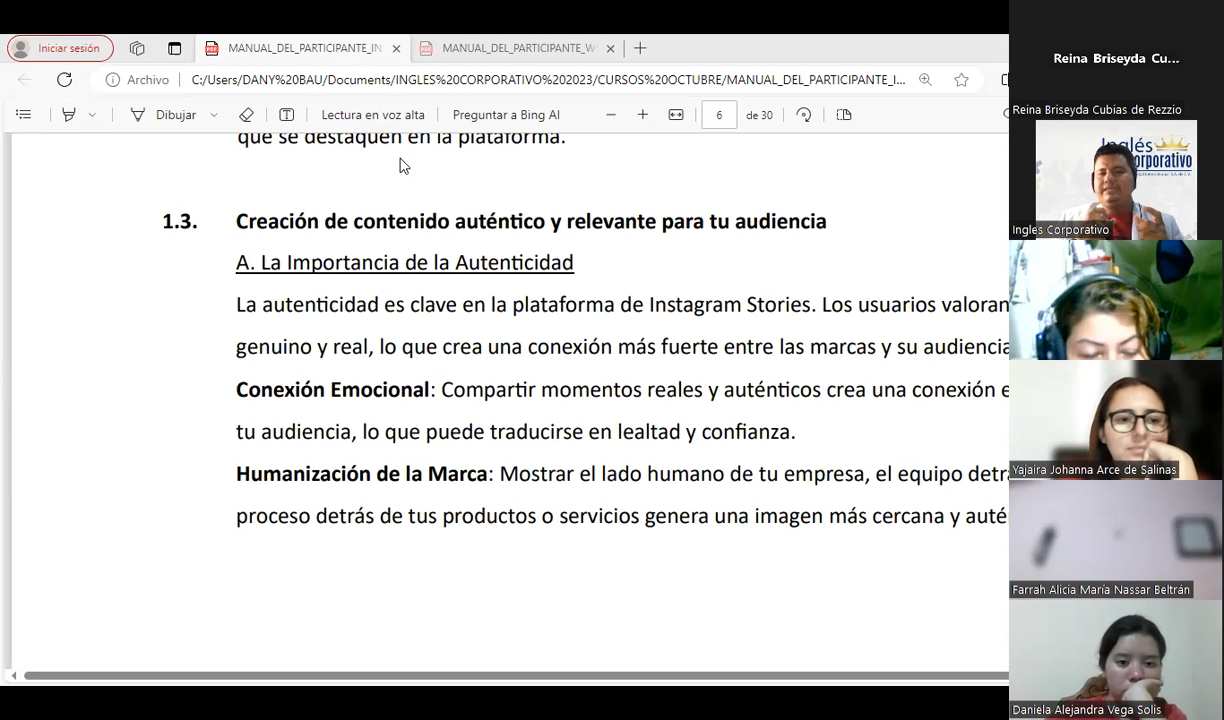 Iniciar sesión
MANUAL_DEL_PARTICIPANTE_IN
MANUAL_DEL_PARTICIPANTE_W
Archivo
C:/Users/DANY%20BAU/Documents/INGLES%20CORPORATIVO%202023/CURSOS%20OCTUBRE/MANUAL_DEL_PARTICIPANTE_I...
Dibujar
Lectura en voz alta
Preguntar a Bing AI
6
de 30
que se destaquen en la plataforma.
1.3. Creación de contenido auténtico y relevante para tu audiencia
A. La Importancia de la Autenticidad
La autenticidad es clave en la plataforma de Instagram Stories. Los usuarios valoran
genuino y real, lo que crea una conexión más fuerte entre las marcas y su audiencia
Conexión Emocional: Compartir momentos reales y auténticos crea una conexión e
tu audiencia, lo que puede traducirse en lealtad y confianza.
Humanización de la Marca: Mostrar el lado humano de tu empresa, el equipo detrá
proceso detrás de tus productos o servicios genera una imagen más cercana y auté
Reina Briseyda Cu...
Reina Briseyda Cubias de Rezzio
Inglés
Corporativo
Ingles Corporativo
Yajaira Johanna Arce de Salinas
Farrah Alicia María Nassar Beltrán
Daniela Alejandra Vega Solís